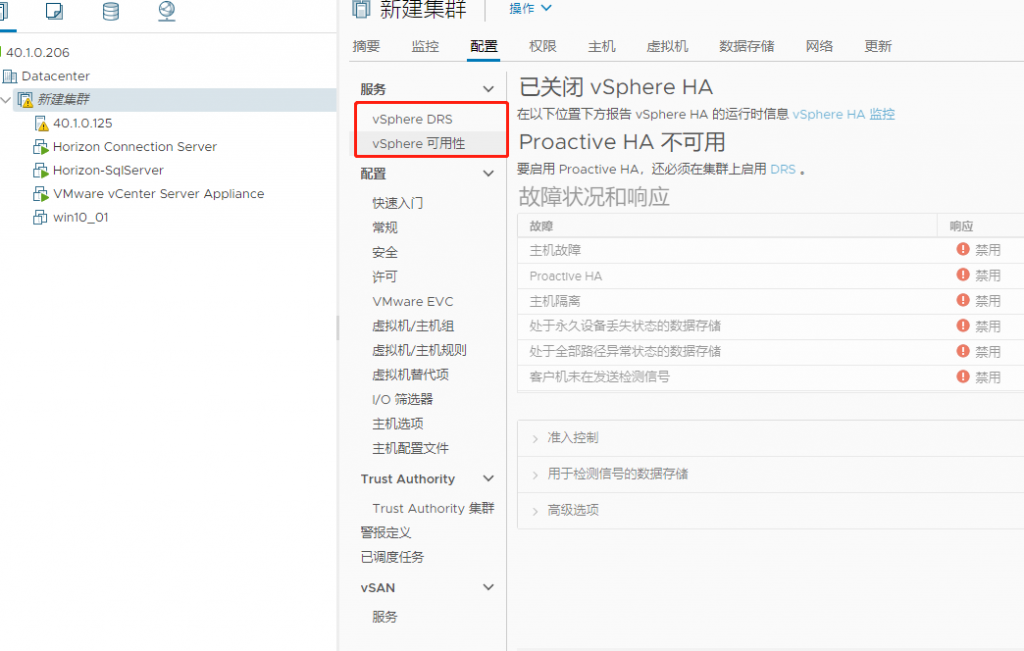 新建集群
操作
摘要 监控 配置 权限 主机 虚拟机 数据存储 网络 更新
40.1.0.206
Datacenter
新建集群
40.1.0.125
Horizon Connection Server
Horizon-SqlServer
VMware vCenter Server Appliance
win10_01
服务
vSphere DRS
vSphere 可用性
配置
快速入门
常规
安全
许可
VMware EVC
虚拟机/主机组
虚拟机/主机规则
虚拟机替代项
I/O 筛选器
主机选项
主机配置文件
Trust Authority
Trust Authority 集群
警报定义
已调度任务
vSAN
服务
已关闭 vSphere HA
在以下位置下方报告 vSphere HA 的运行时信息 vSphere HA 监控
Proactive HA 不可用
要启用 Proactive HA，还必须在集群上启用 DRS 。
故障状况和响应
故障 响应
主机故障 禁用
Proactive HA 禁用
主机隔离 禁用
处于永久设备丢失状态的数据存储 禁用
处于全部路径异常状态的数据存储 禁用
客户机未在发送检测信号 禁用
准入控制
用于检测信号的数据存储
高级选项